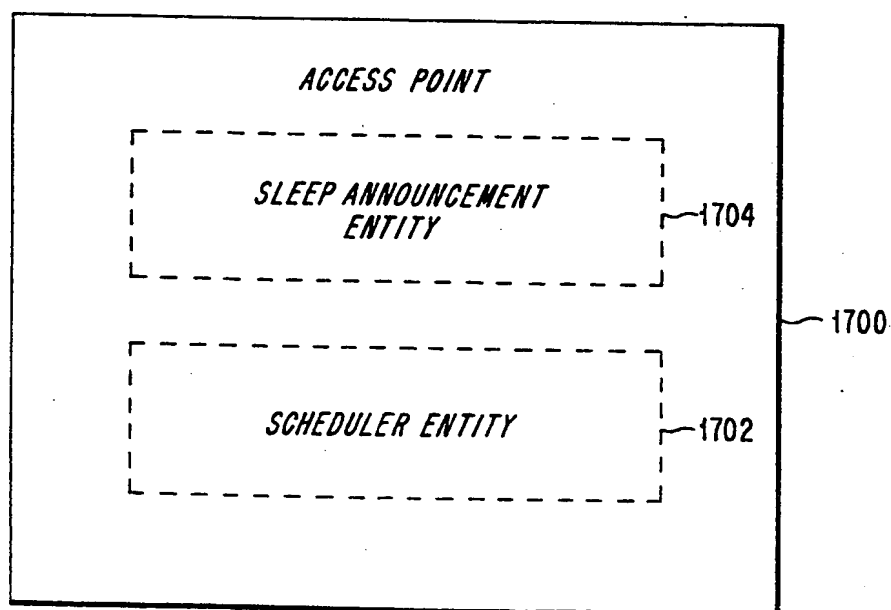 ACCESS POINT
SLEEP ANNOUNCEMENT
ENTITY
1704
1700
SCHEDULER ENTITY
1702